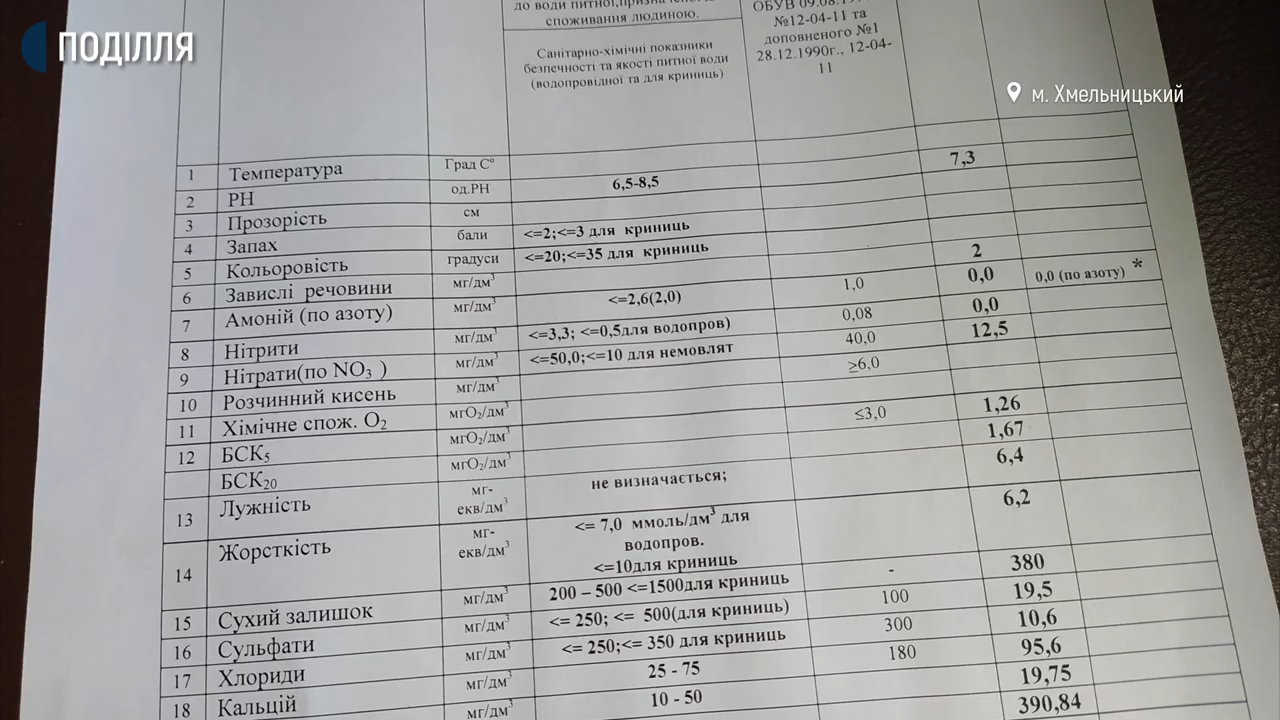 ПОДІЛЛЯ
м. Хмельницький
до води питної, призначеної для
споживання людиною.
Санітарно-хімічні показники
безпечності та якості питної води
(водопровідної та для криниць)
№12-04-11 та
доповненого №1
28.12.1990г., 12-04-
11
1 Температура Град С°
2 РН од.РН 6,5-8,5 7,3
3 Прозорість см
4 Запах бали <=2;<=3 для криниць
5 Кольоровість градуси <=20;<=35 для криниць
6 Завислі речовини мг/дм³ 2
7 Амоній (по азоту) мг/дм³ <=2,6(2,0) 1,0 0,0 0,0 (по азоту) *
8 Нітрити мг/дм³ <=3,3; <=0,5для водопров) 0,08 0,0
9 Нітрати(по NO₃ ) мг/дм³ <=50,0;<=10 для немовлят 40,0 12,5
10 Розчинний кисень мг/дм³ ≥6,0
11 Хімічне спож. О₂ мгО₂/дм³
12 БСК₅ мгО₂/дм³ ≤3,0 1,26
БСК₂₀ мгО₂/дм³ 1,67
13 Лужність мг-
екв/дм³ не визначається; 6,4
14 Жорсткість мг-
екв/дм³ <= 7,0 ммоль/дм³ для
водопров.
<=10для криниць 6,2
15 Сухий залишок мг/дм³ 200 – 500 <=1500для криниць - 380
16 Сульфати мг/дм³ <= 250; <= 500(для криниць) 100 19,5
17 Хлориди мг/дм³ <= 250;<= 350 для криниць 300 10,6
18 Кальцій мг/дм³ 25 - 75 180 95,6
10 - 50 19,75
390,84